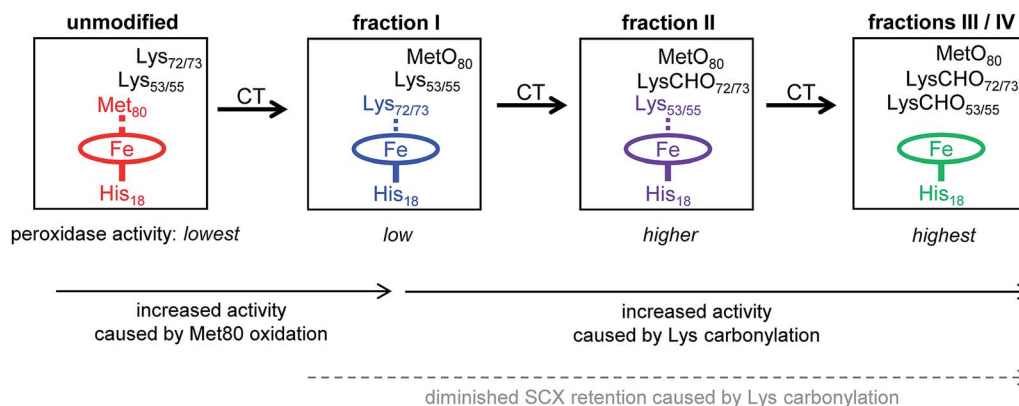 unmodified
fraction I
fraction II
fractions III / IV
Lys72/73
Lys53/55
Met80
Fe
His18
CT
MetO80
Lys53/55
Lys72/73
Fe
His18
CT
MetO80
LysCHO72/73
Lys53/55
Fe
His18
CT
MetO80
LysCHO72/73
LysCHO53/55
Fe
His18
peroxidase activity: lowest
low
higher
highest
increased activity
caused by Met80 oxidation
increased activity
caused by Lys carbonylation
diminished SCX retention caused by Lys carbonylation